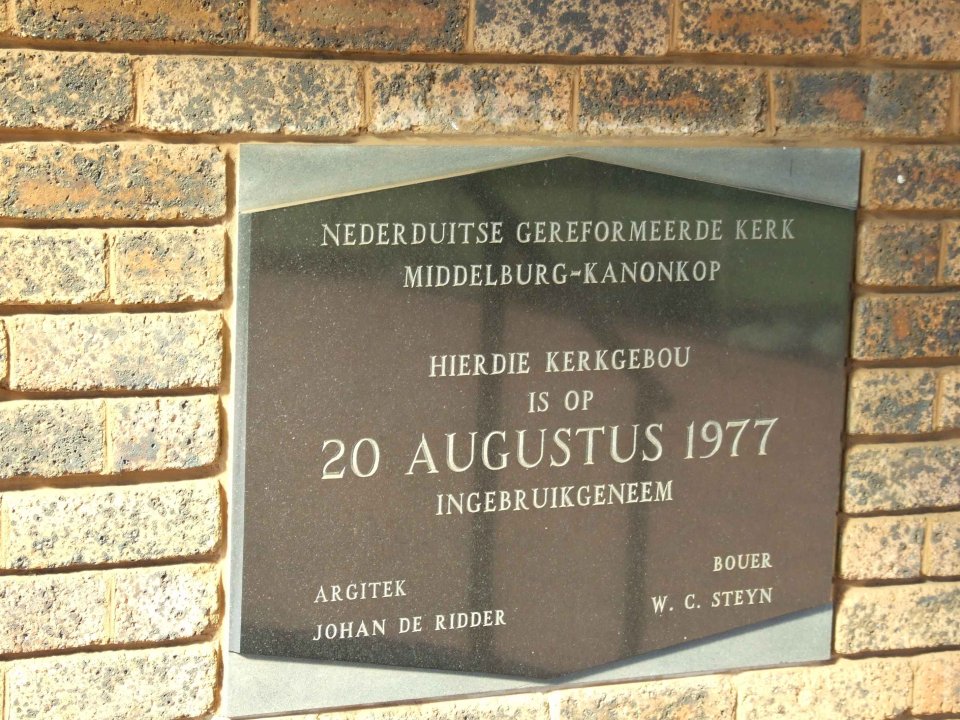 NEDERDUITSE GEREFORMEERDE KERK
MIDDELBURG-KANONKOP
HIERDIE KERKGEBOU
IS OP
20 AUGUSTUS 1977
INGEBRUIKGENEEM
ARGITEK
JOHAN DE RIDDER
BOUER
W. C. STEYN